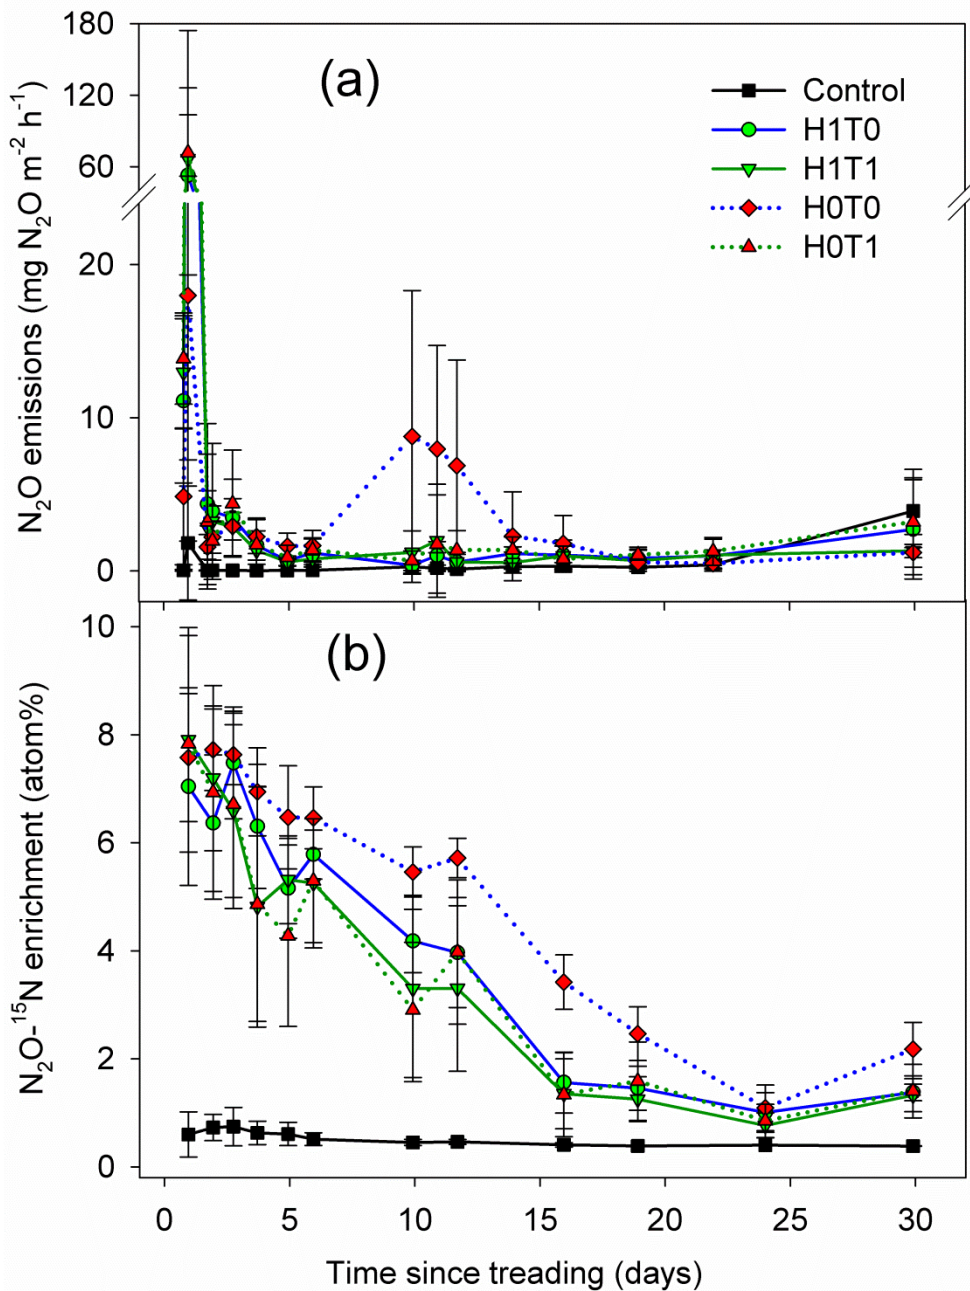 180
120
60
20
10
0
N₂O emissions (mg N₂O m⁻² h⁻¹)
(a)
Control
H1T0
H1T1
H0T0
H0T1
10
8
6
4
2
0
N₂O-¹⁵N enrichment (atom%)
(b)
0 5 10 15 20 25 30
Time since treading (days)